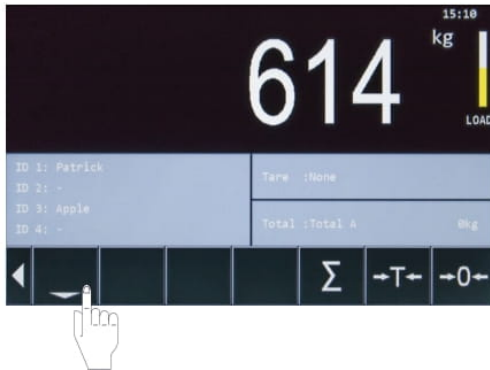 15:10
614 kg
LOAD
ID 1: Patrick
ID 2: -
ID 3: Apple
ID 4: -
Tare :None
Total :Total A 0kg
Σ →T← →0←